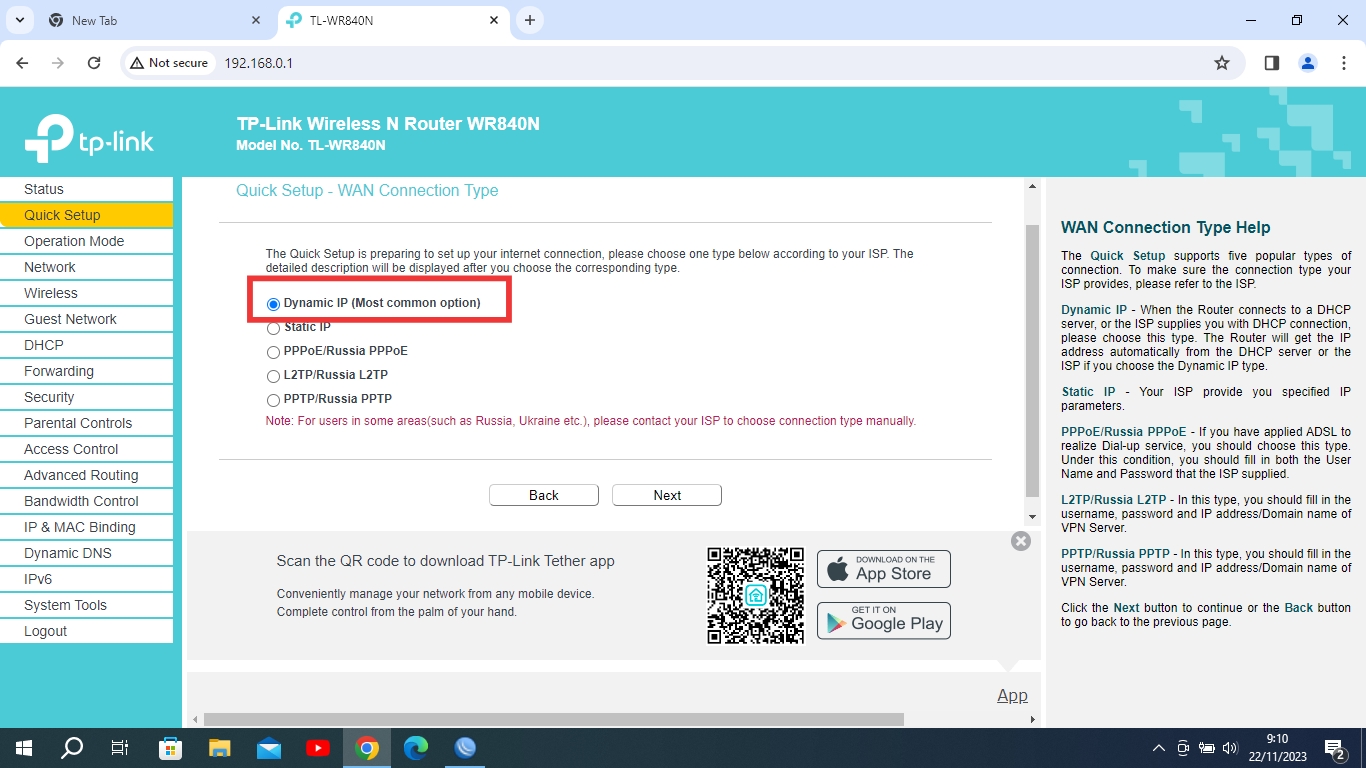 New Tab
TL-WR840N
Not secure
192.168.0.1
tp-link
TP-Link Wireless N Router WR840N
Model No. TL-WR840N
Status
Quick Setup
Operation Mode
Network
Wireless
Guest Network
DHCP
Forwarding
Security
Parental Controls
Access Control
Advanced Routing
Bandwidth Control
IP & MAC Binding
Dynamic DNS
IPv6
System Tools
Logout
Quick Setup - WAN Connection Type
The Quick Setup is preparing to set up your internet connection, please choose one type below according to your ISP. The
detailed description will be displayed after you choose the corresponding type.
Dynamic IP (Most common option)
Static IP
PPPoE/Russia PPPoE
L2TP/Russia L2TP
PPTP/Russia PPTP
Note: For users in some areas(such as Russia, Ukraine etc.), please contact your ISP to choose connection type manually.
Back
Next
Scan the QR code to download TP-Link Tether app
Conveniently manage your network from any mobile device.
Complete control from the palm of your hand.
DOWNLOAD ON THE
App Store
GET IT ON
Google Play
App
WAN Connection Type Help
The Quick Setup supports five popular types of
connection. To make sure the connection type your
ISP provides, please refer to the ISP.
Dynamic IP - When the Router connects to a DHCP
server, or the ISP supplies you with DHCP connection,
please choose this type. The Router will get the IP
address automatically from the DHCP server or the
ISP if you choose the Dynamic IP type.
Static IP - Your ISP provide you specified IP
parameters.
PPPoE/Russia PPPoE - If you have applied ADSL to
realize Dial-up service, you should choose this type.
Under this condition, you should fill in both the User
Name and Password that the ISP supplied.
L2TP/Russia L2TP - In this type, you should fill in the
username, password and IP address/Domain name of
VPN Server.
PPTP/Russia PPTP - In this type, you should fill in the
username, password and IP address/Domain name of
VPN Server.
Click the Next button to continue or the Back button
to go back to the previous page.
9:10
22/11/2023
2